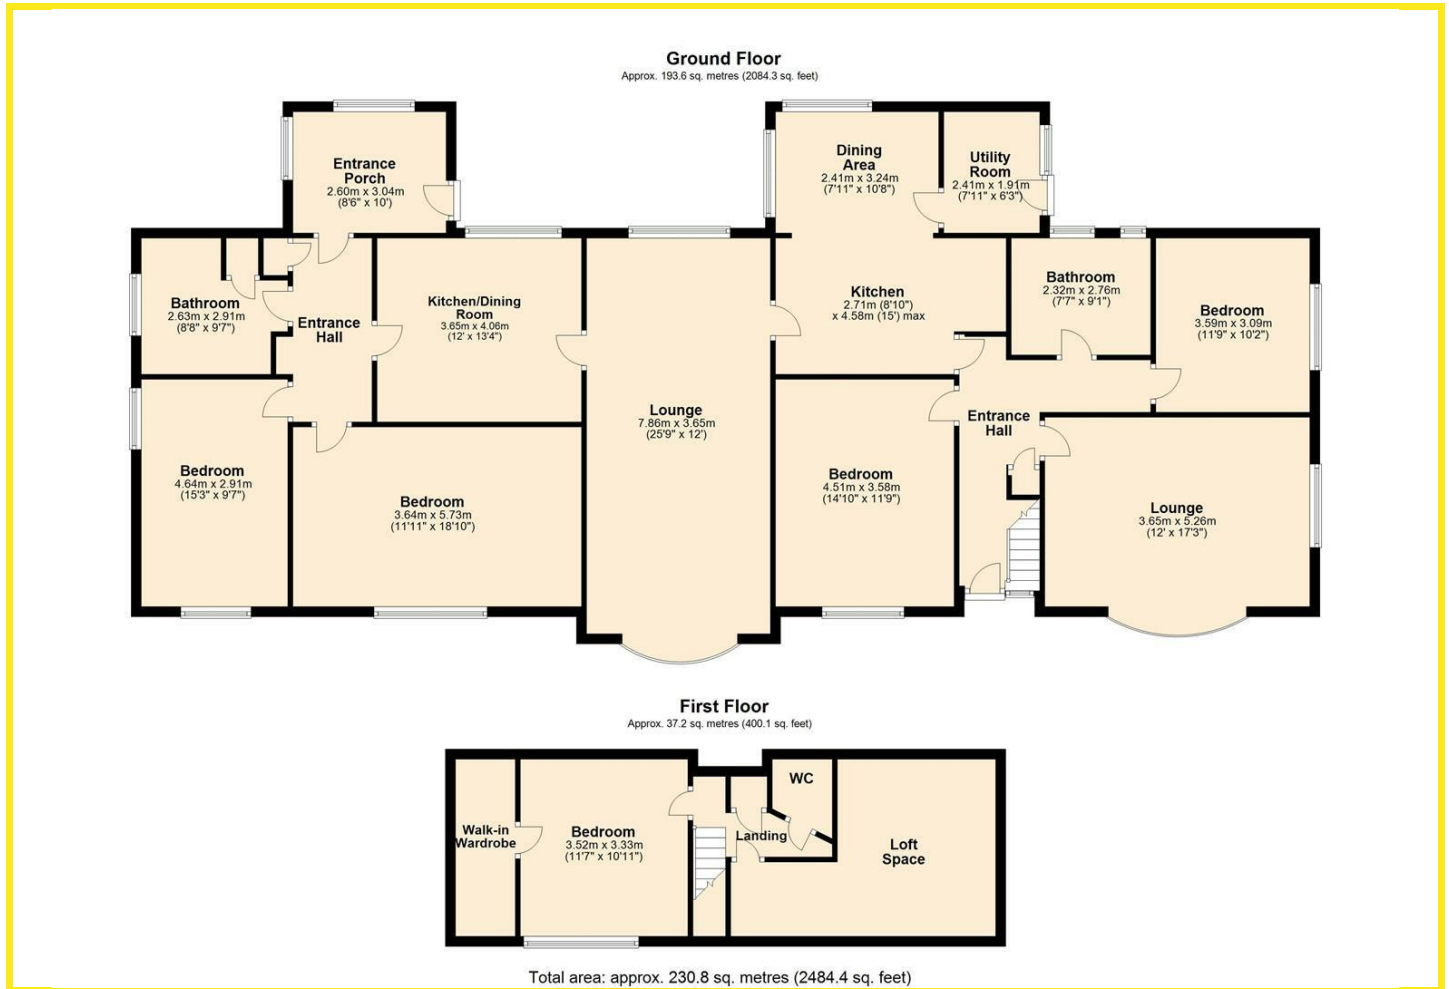 Ground Floor
Approx. 193.6 sq. metres (2084.3 sq. feet)
Entrance
Porch
2.60m x 3.04m
(8'6" x 10')
Dining
Area
2.41m x 3.24m
(7'11" x 10'8")
Utility
Room
2.41m x 1.91m
(7'11" x 6'3")
Bathroom
2.63m x 2.91m
(8'8" x 9'7")
Entrance
Hall
Kitchen/Dining
Room
3.65m x 4.06m
(12' x 13'4")
Kitchen
2.71m (8'10")
x 4.58m (15') max
Bathroom
2.32m x 2.76m
(7'7" x 9'1")
Bedroom
3.59m x 3.09m
(11'9" x 10'2")
Lounge
7.86m x 3.65m
(25'9" x 12')
Entrance
Hall
Bedroom
4.64m x 2.91m
(15'3" x 9'7")
Bedroom
3.64m x 5.73m
(11'11" x 18'10")
Bedroom
4.51m x 3.58m
(14'10" x 11'9")
Lounge
3.65m x 5.26m
(12' x 17'3")
First Floor
Approx. 37.2 sq. metres (400.1 sq. feet)
Walk-in
Wardrobe
Bedroom
3.52m x 3.33m
(11'7" x 10'11")
WC
Landing
Loft
Space
Total area: approx. 230.8 sq. metres (2484.4 sq. feet)